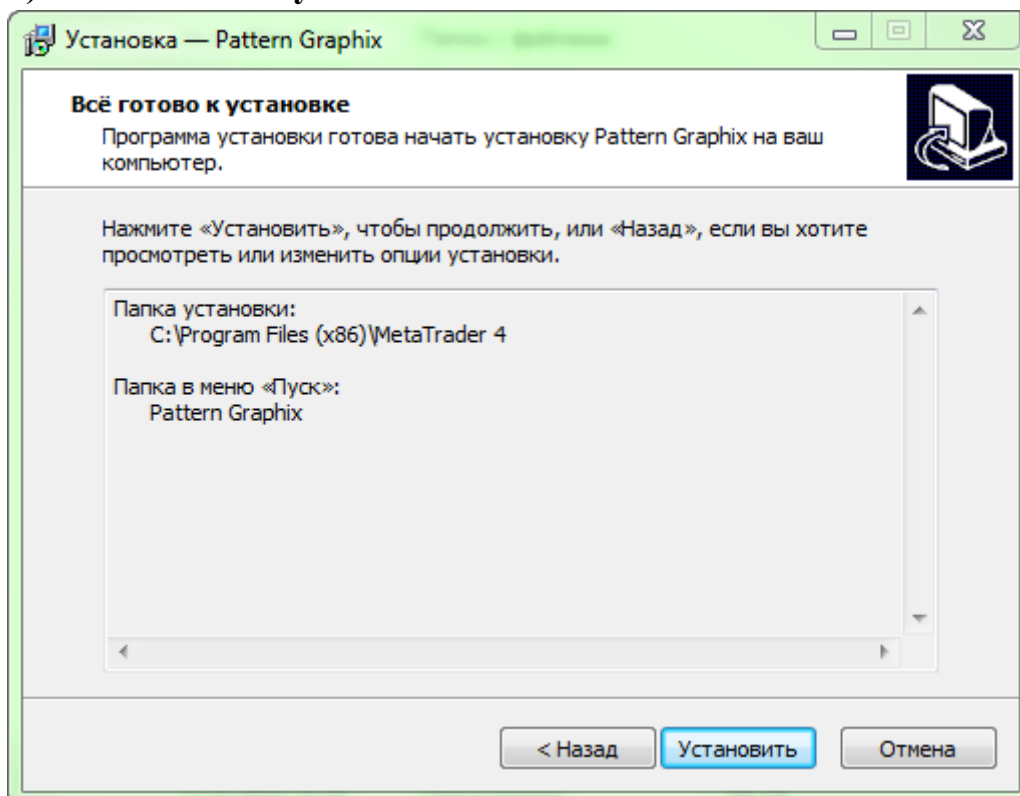 Установка — Pattern Graphix
Всё готово к установке
Программа установки готова начать установку Pattern Graphix на ваш
компьютер.
Нажмите «Установить», чтобы продолжить, или «Назад», если вы хотите
просмотреть или изменить опции установки.
Папка установки:
C:\Program Files (x86)\MetaTrader 4
Папка в меню «Пуск»:
Pattern Graphix
< Назад
Установить
Отмена